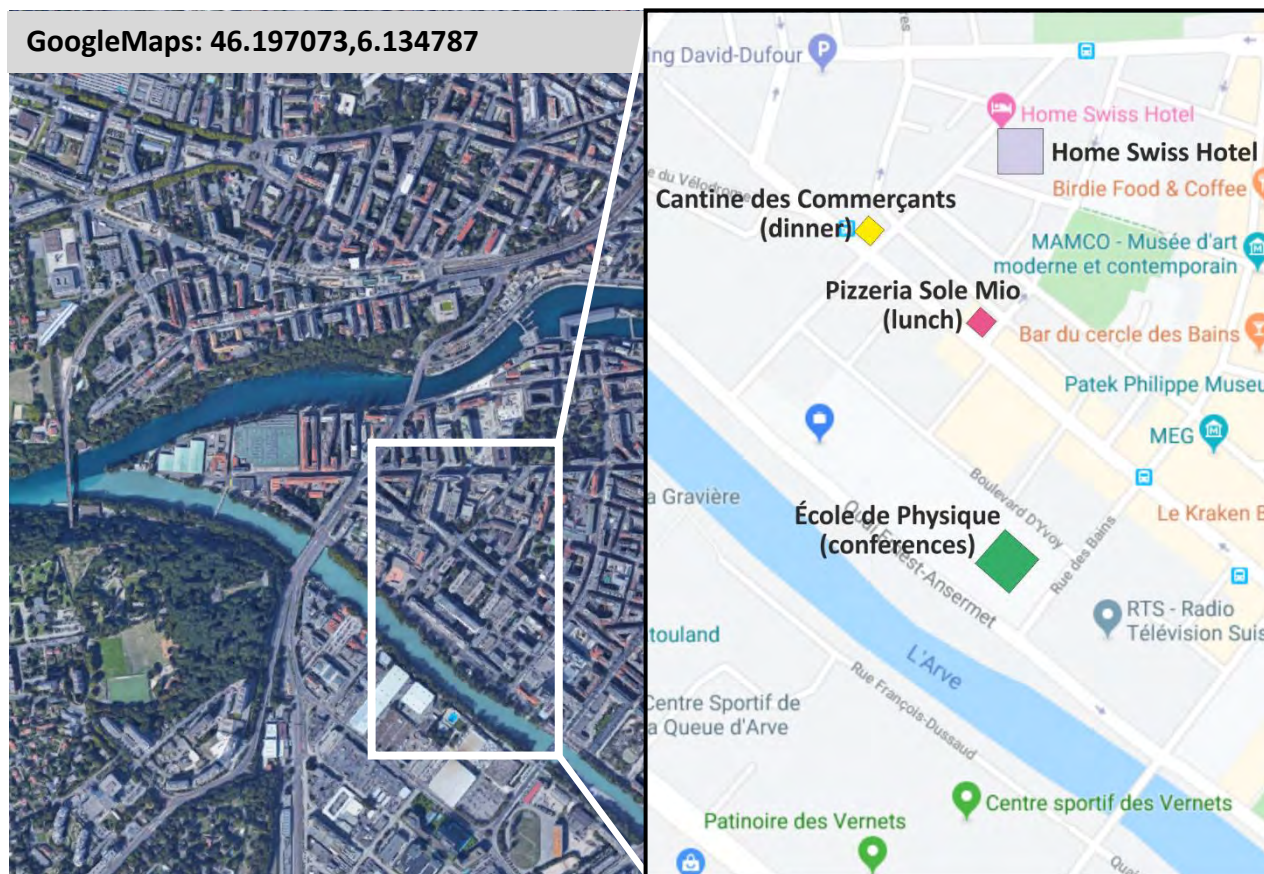 GoogleMaps: 46.197073,6.134787
ing David-Dufour
P
res
Home Swiss Hotel
Home Swiss Hotel
Birdie Food & Coffee
e du Vélodrome
Cantine des Commerçants
(dinner)
MAMCO - Musée d'art
moderne et contemporain
Pizzeria Sole Mio
(lunch)
Bar du cercle des Bains
Patek Philippe Museu
MEG
a Gravière
Boulevard D'Yvoy
Le Kraken B
École de Physique
(conferences)
Quai Ernest-Ansermet
Rue des Bains
RTS - Radio
Télévision Suis
touland
L'Arve
Rue François-Dussaud
Centre Sportif de
a Queue d'Arve
Centre sportif des Vernets
Patinoire des Vernets
Qua